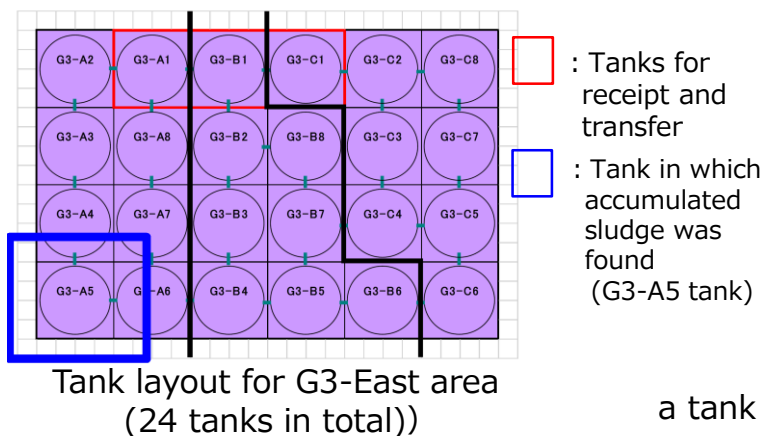 G3-A2 G3-A1 G3-B1 G3-C1 G3-C2 G3-C8
G3-A3 G3-A8 G3-B2 G3-B8 G3-C3 G3-C7
G3-A4 G3-A7 G3-B3 G3-B7 G3-C4 G3-C5
G3-A5 G3-A6 G3-B4 G3-B5 G3-B6 G3-C6
: Tanks for
receipt and
transfer
: Tank in which
accumulated
sludge was
found
(G3-A5 tank)
Tank layout for G3-East area
(24 tanks in total))
a tank